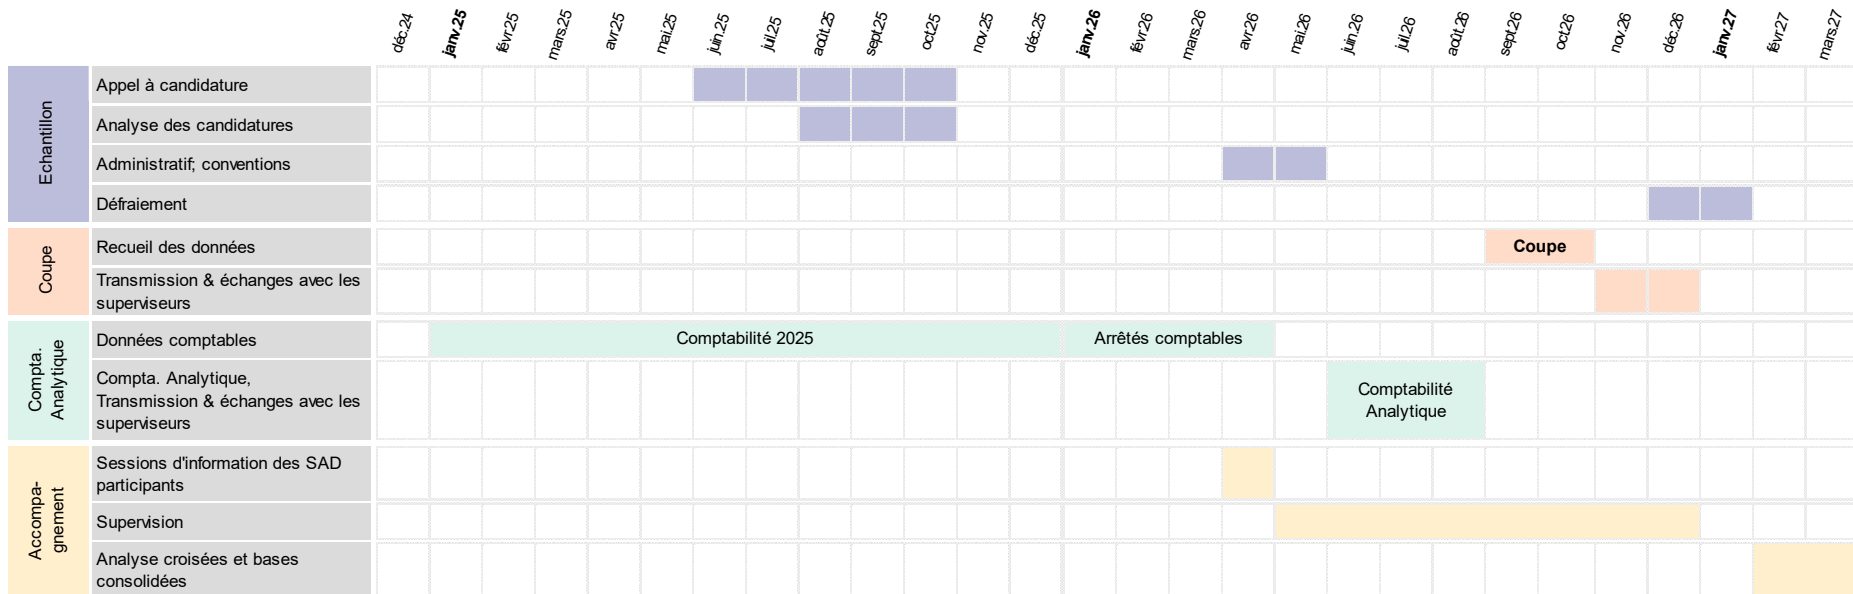 déc.24 janv.25 févr.25 mars.25 avr.25 mai.25 juin.25 juil.25 août.25 sept.25 oct.25 nov.25 déc.25 janv.26 févr.26 mars.26 avr.26 mai.26 juin.26 juil.26 août.26 sept.26 oct.26 nov.26 déc.26 janv.27 févr.27 mars.27
Echantillon
Appel à candidature
Analyse des candidatures
Administratif; conventions
Défraiement
Coupe
Recueil des données
Coupe
Transmission & échanges avec les
superviseurs
Compta.
Analytique
Données comptables
Comptabilité 2025
Arrêtés comptables
Compta. Analytique,
Transmission & échanges avec les
superviseurs
Comptabilité
Analytique
Accompa-
gnement
Sessions d'information des SAD
participants
Supervision
Analyse croisées et bases
consolidées